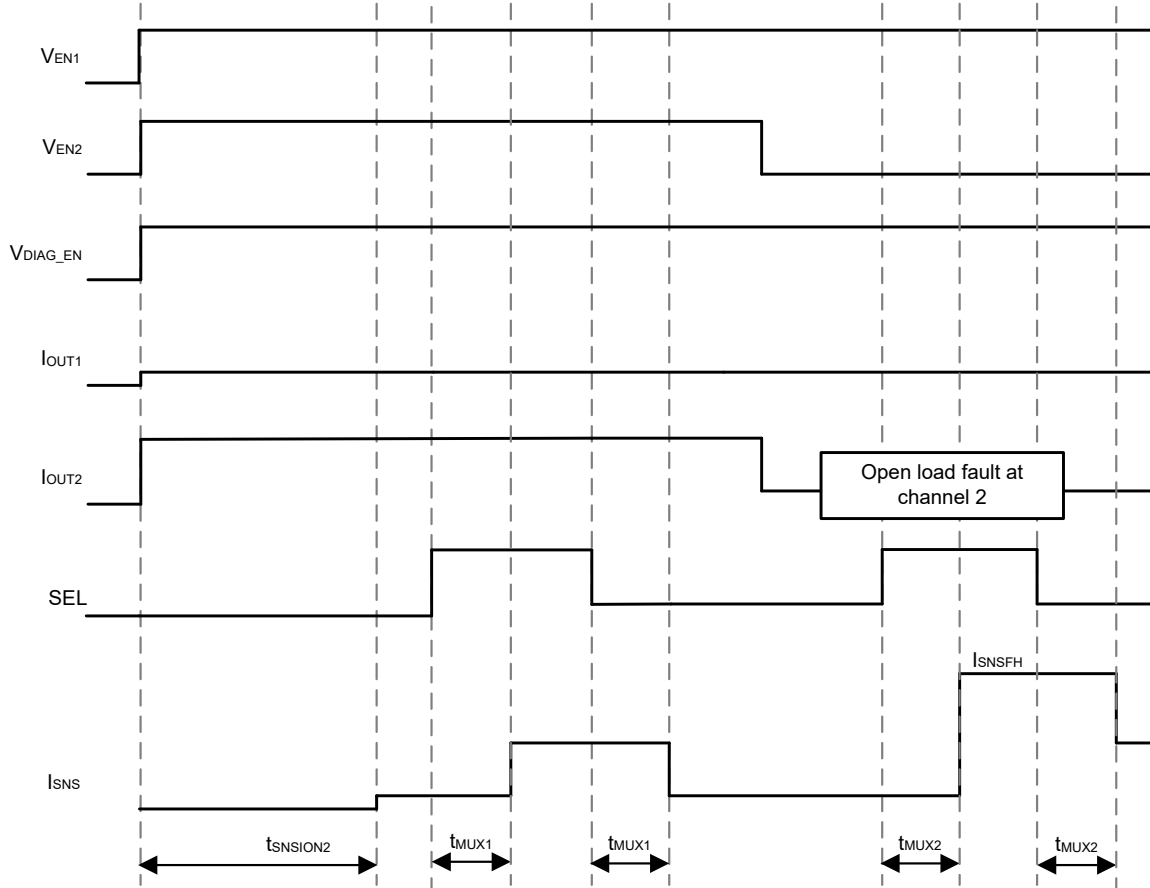 VEN1
VEN2
VDIAG_EN
IOUT1
IOUT2
Open load fault at
channel 2
SEL
ISNSFH
ISNS
tSNSION2
tMUX1
tMUX1
tMUX2
tMUX2